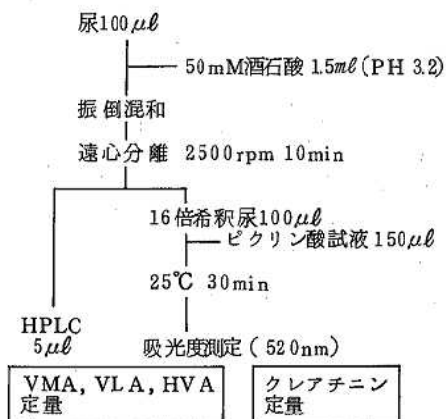 尿100μℓ
50mM酒石酸 1.5mℓ(PH 3.2)
振倒混和
遠心分離 2500rpm 10min
16倍希釈尿100μℓ
ピクリン酸試液 150μℓ
25℃ 30min
HPLC
5μℓ
吸光度測定(520nm)
VMA, VLA, HVA
定量
クレアチニン
定量